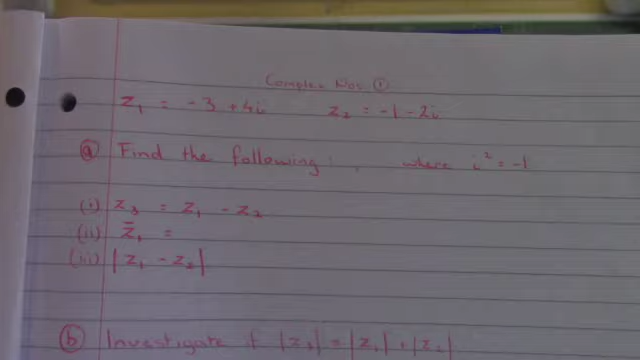 Complex Nos ①
z₁ = -3 + 4i z₂ = -1 - 2i
ⓐ Find the following: where i² = -1
(i) z₃ = z₁ - z₂
(ii) z̄₁ =
(iii) |z₁ - z₂|
ⓑ Investigate if |z₃| = |z₁| + |z₂|